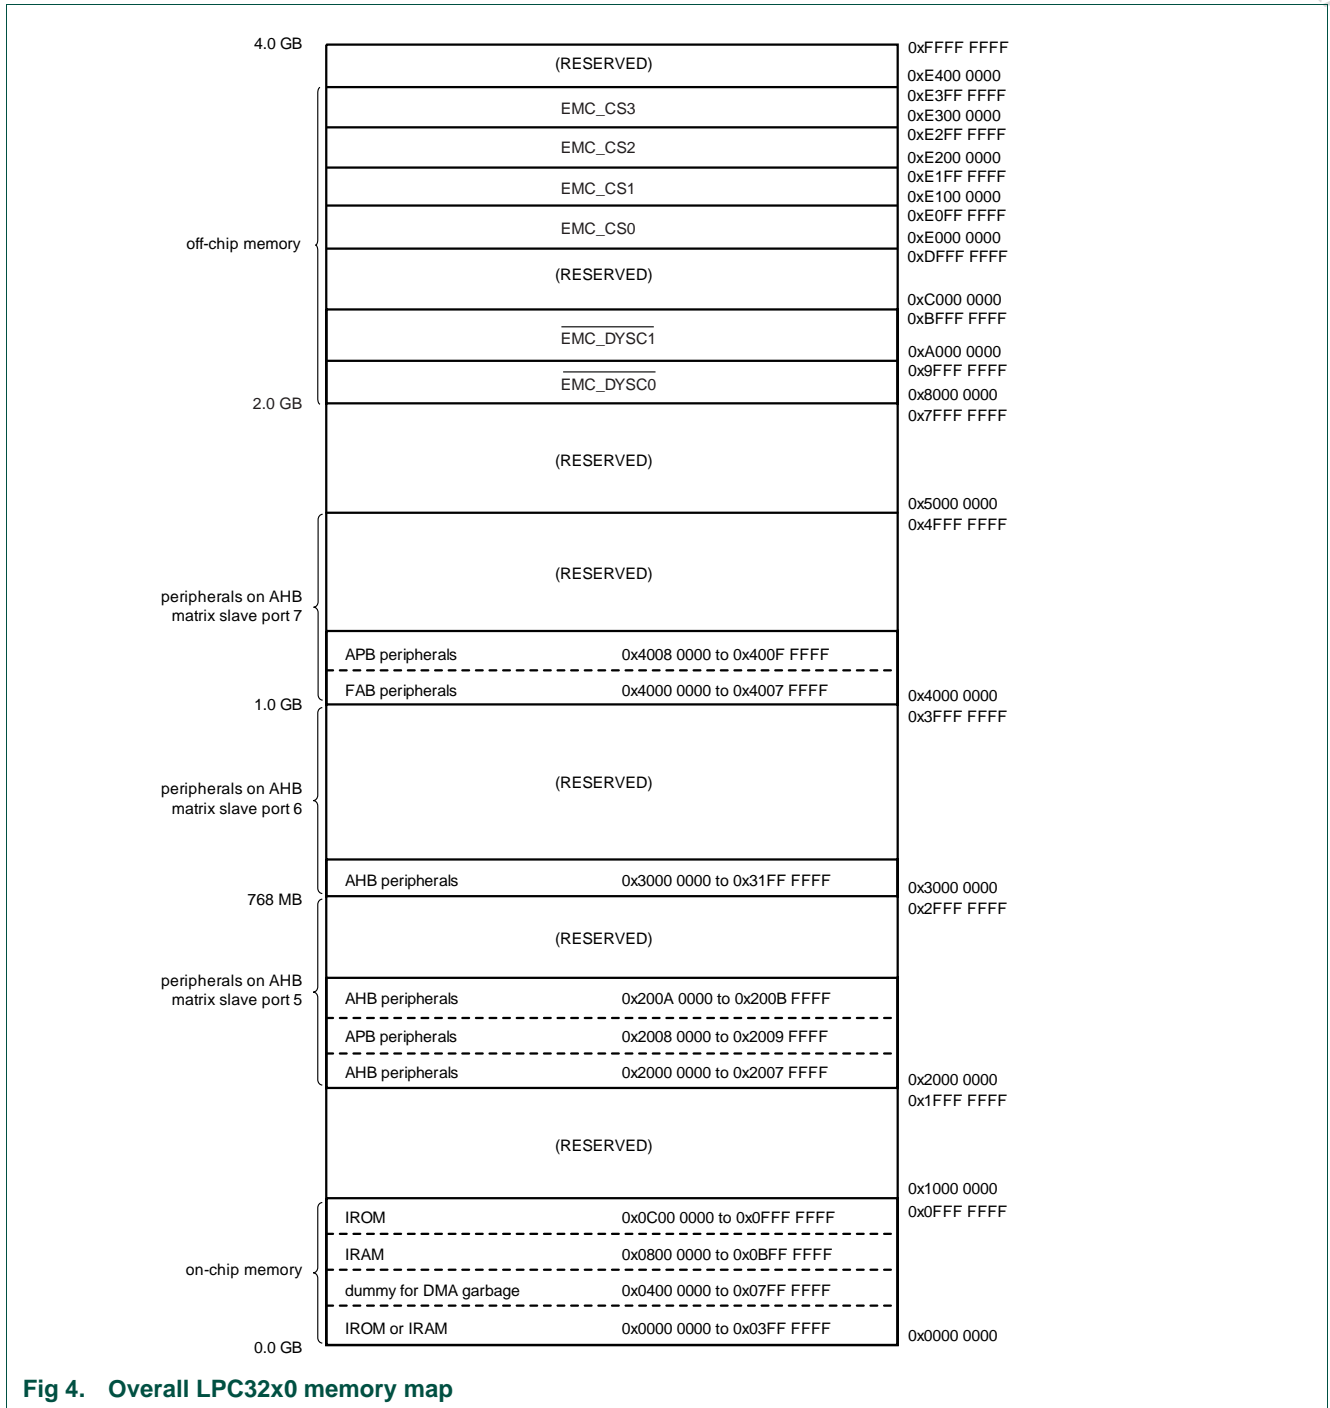 4.0 GB
0xFFFF FFFF
(RESERVED)
0xE400 0000
0xE3FF FFFF
EMC_CS3
0xE300 0000
0xE2FF FFFF
EMC_CS2
0xE200 0000
0xE1FF FFFF
EMC_CS1
0xE100 0000
0xE0FF FFFF
EMC_CS0
0xE000 0000
off-chip memory
0xDFFF FFFF
(RESERVED)
0xC000 0000
0xBFFF FFFF
EMC_DYSC1
0xA000 0000
0x9FFF FFFF
EMC_DYSC0
0x8000 0000
2.0 GB
0x7FFF FFFF
(RESERVED)
0x5000 0000
0x4FFF FFFF
(RESERVED)
peripherals on AHB
matrix slave port 7
APB peripherals 0x4008 0000 to 0x400F FFFF
FAB peripherals 0x4000 0000 to 0x4007 FFFF
0x4000 0000
1.0 GB
0x3FFF FFFF
(RESERVED)
peripherals on AHB
matrix slave port 6
AHB peripherals 0x3000 0000 to 0x31FF FFFF
0x3000 0000
768 MB
0x2FFF FFFF
(RESERVED)
peripherals on AHB
matrix slave port 5
AHB peripherals 0x200A 0000 to 0x200B FFFF
APB peripherals 0x2008 0000 to 0x2009 FFFF
AHB peripherals 0x2000 0000 to 0x2007 FFFF
0x2000 0000
0x1FFF FFFF
(RESERVED)
0x1000 0000
0x0FFF FFFF
IROM 0x0C00 0000 to 0x0FFF FFFF
IRAM 0x0800 0000 to 0x0BFF FFFF
on-chip memory
dummy for DMA garbage 0x0400 0000 to 0x07FF FFFF
IROM or IRAM 0x0000 0000 to 0x03FF FFFF
0x0000 0000
0.0 GB
Fig 4. Overall LPC32x0 memory map